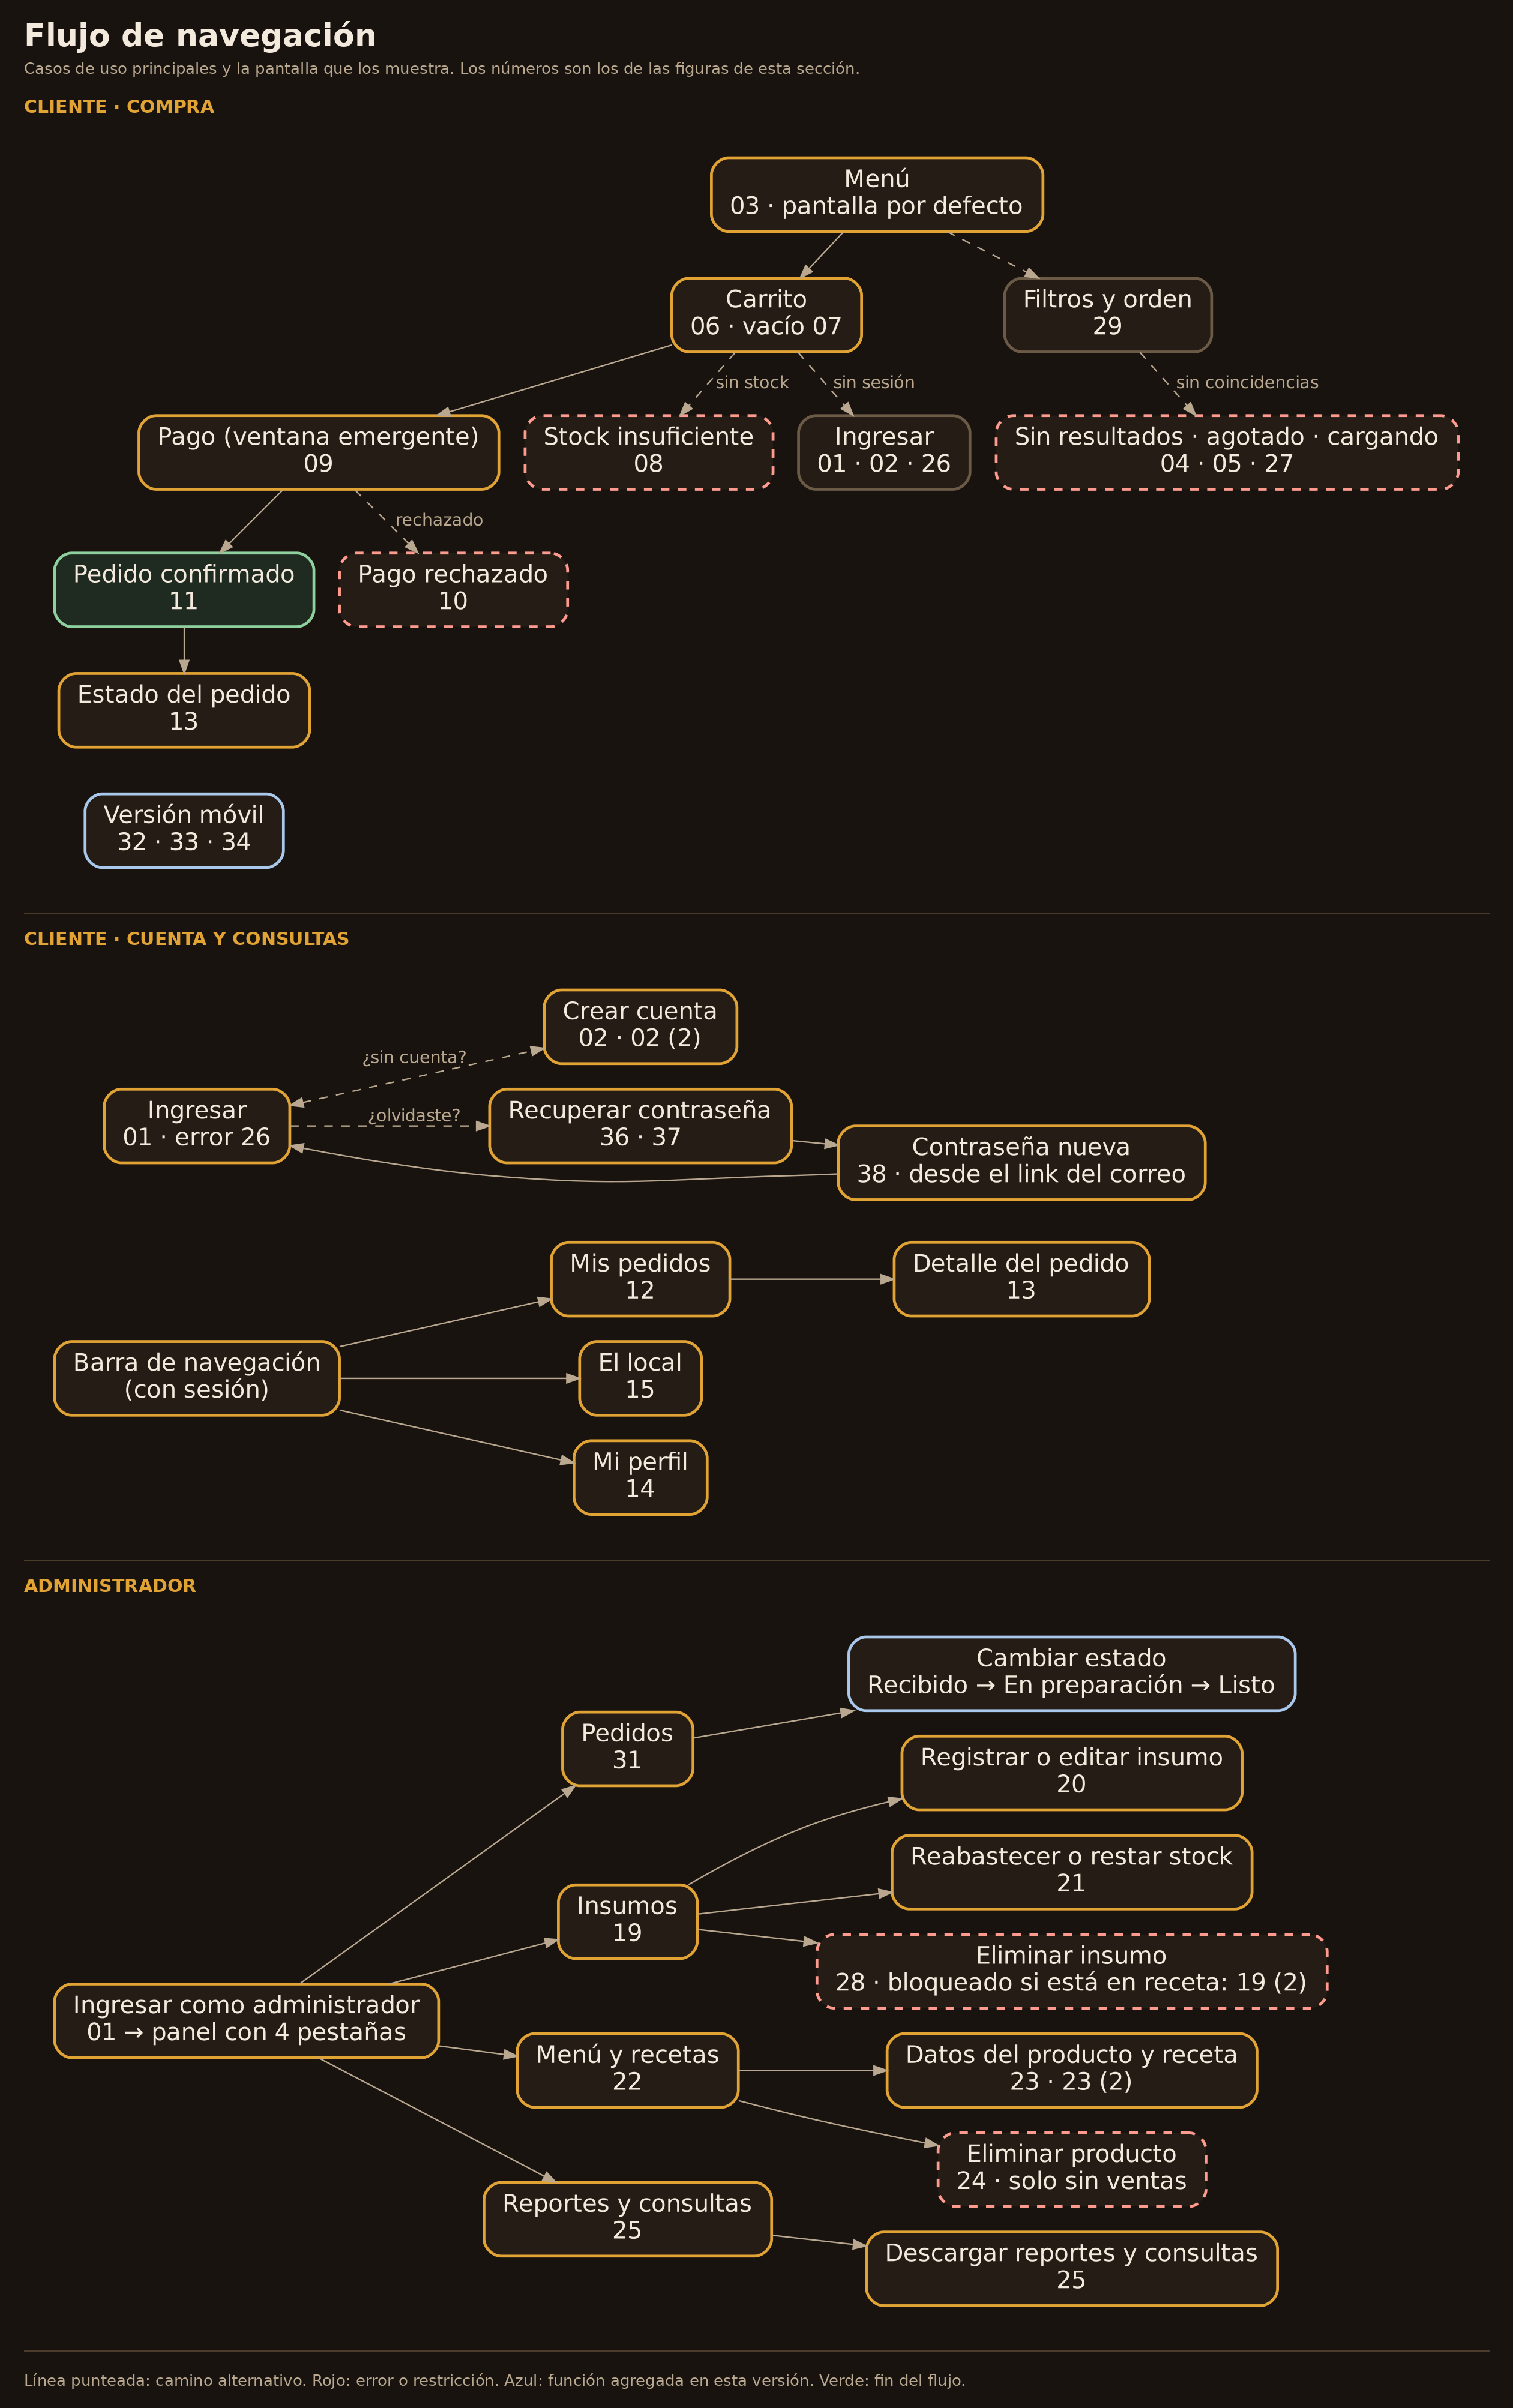 Flujo de navegación
Casos de uso principales y la pantalla que los muestra. Los números son los de las figuras de esta sección.
CLIENTE · COMPRA
Menú
03 · pantalla por defecto
Carrito
06 · vacío 07
Filtros y orden
29
sin stock
sin sesión
sin coincidencias
Pago (ventana emergente)
09
Stock insuficiente
08
Ingresar
01 · 02 · 26
Sin resultados · agotado · cargando
04 · 05 · 27
rechazado
Pedido confirmado
11
Pago rechazado
10
Estado del pedido
13
Versión móvil
32 · 33 · 34
CLIENTE · CUENTA Y CONSULTAS
Crear cuenta
02 · 02 (2)
¿sin cuenta?
Ingresar
01 · error 26
¿olvidaste?
Recuperar contraseña
36 · 37
Contraseña nueva
38 · desde el link del correo
Mis pedidos
12
Detalle del pedido
13
Barra de navegación
(con sesión)
El local
15
Mi perfil
14
ADMINISTRADOR
Cambiar estado
Recibido → En preparación → Listo
Pedidos
31
Registrar o editar insumo
20
Reabastecer o restar stock
21
Insumos
19
Eliminar insumo
28 · bloqueado si está en receta: 19 (2)
Ingresar como administrador
01 → panel con 4 pestañas
Menú y recetas
22
Datos del producto y receta
23 · 23 (2)
Eliminar producto
24 · solo sin ventas
Reportes y consultas
25
Descargar reportes y consultas
25
Línea punteada: camino alternativo. Rojo: error o restricción. Azul: función agregada en esta versión. Verde: fin del flujo.